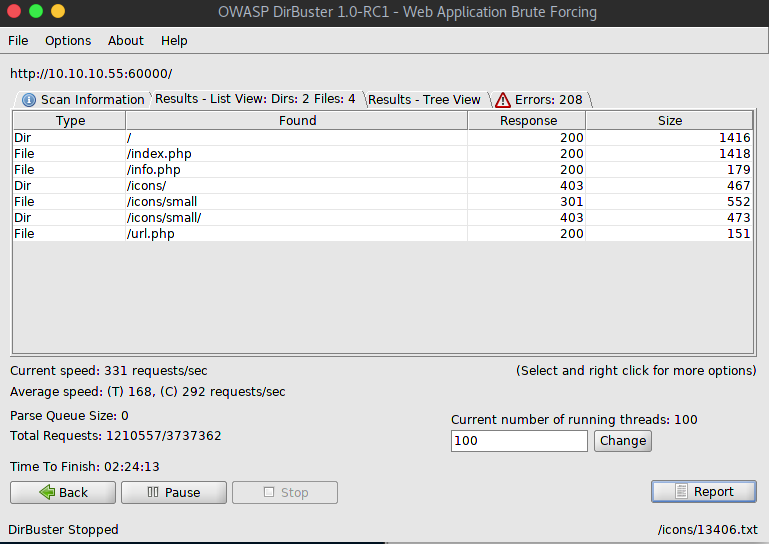 OWASP DirBuster 1.0-RC1 - Web Application Brute Forcing
File Options About Help
http://10.10.10.55:60000/
Scan Information Results - List View: Dirs: 2 Files: 4 Results - Tree View Errors: 208
Type Found Response Size
Dir / 200 1416
File /index.php 200 1418
File /info.php 200 179
Dir /icons/ 403 467
File /icons/small 301 552
Dir /icons/small/ 403 473
File /url.php 200 151
Current speed: 331 requests/sec (Select and right click for more options)
Average speed: (T) 168, (C) 292 requests/sec
Parse Queue Size: 0 Current number of running threads: 100
Total Requests: 1210557/3737362 100 Change
Time To Finish: 02:24:13
Back Pause Stop Report
DirBuster Stopped /icons/13406.txt